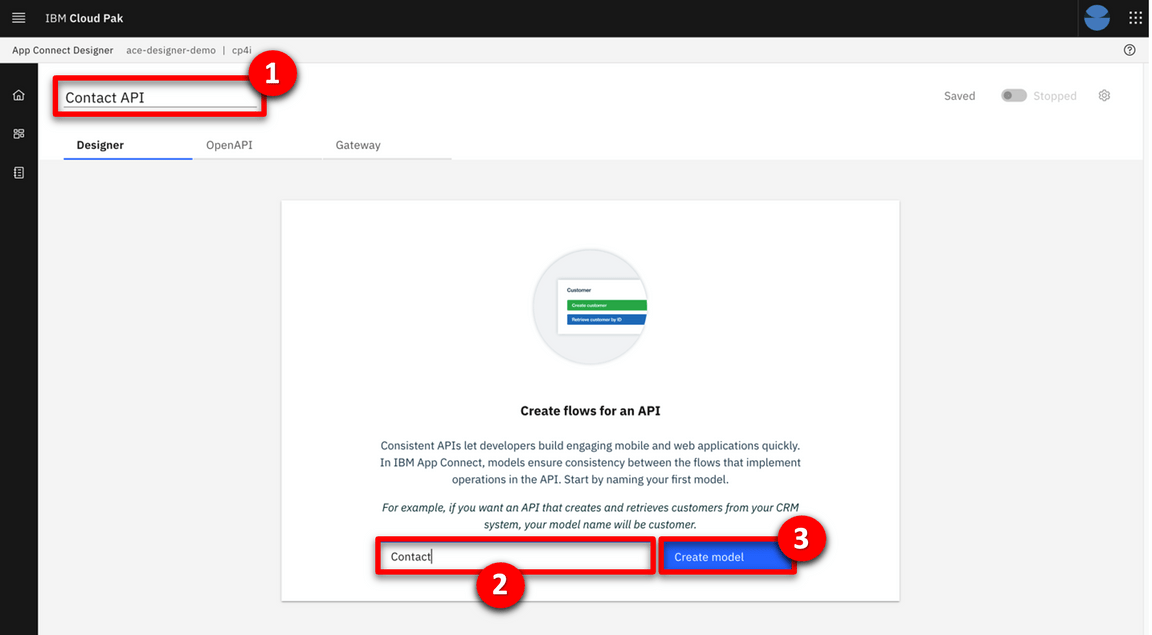 IBM Cloud Pak
App Connect Designer ace-designer-demo | cp4i
1
Contact API
Saved Stopped
Designer OpenAPI Gateway
Customer
Create customer
Retrieve customer by ID
Create flows for an API
Consistent APIs let developers build engaging mobile and web applications quickly.
In IBM App Connect, models ensure consistency between the flows that implement
operations in the API. Start by naming your first model.
For example, if you want an API that creates and retrieves customers from your CRM
system, your model name will be customer.
3
Contact Create model
2